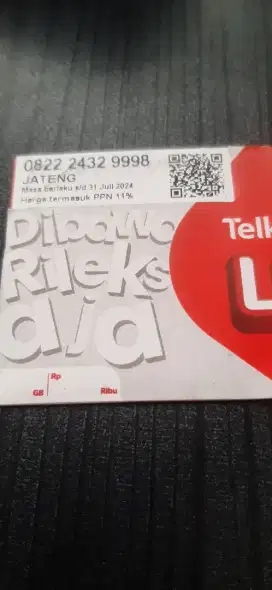 0822 2432 9998
JATENG
Masa berlaku s/d 31 Juli 2024
Harga termasuk PPN 11%
Dibawa
Rileks
aja
Telk
L
Rp
GB
Ribu